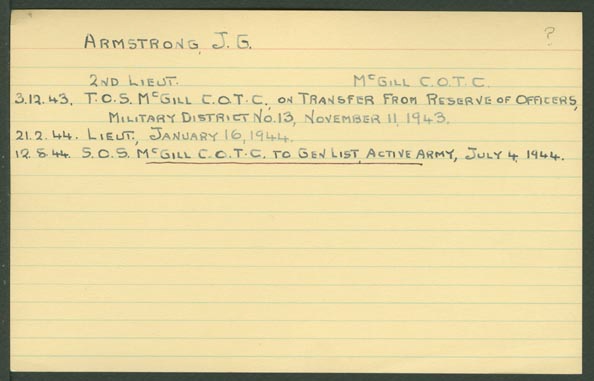 ARMSTRONG, J. G. ?
2ND LIEUT. McGILL C.O.T.C.
3.12.43. T.O.S. McGILL C.O.T.C., ON TRANSFER FROM RESERVE OF OFFICERS,
MILITARY DISTRICT No.13, NOVEMBER 11, 1943.
21.2.44. LIEUT., JANUARY 16, 1944.
12.8.44. S.O.S. McGILL C.O.T.C. TO GEN LIST, ACTIVE ARMY, JULY 4, 1944.